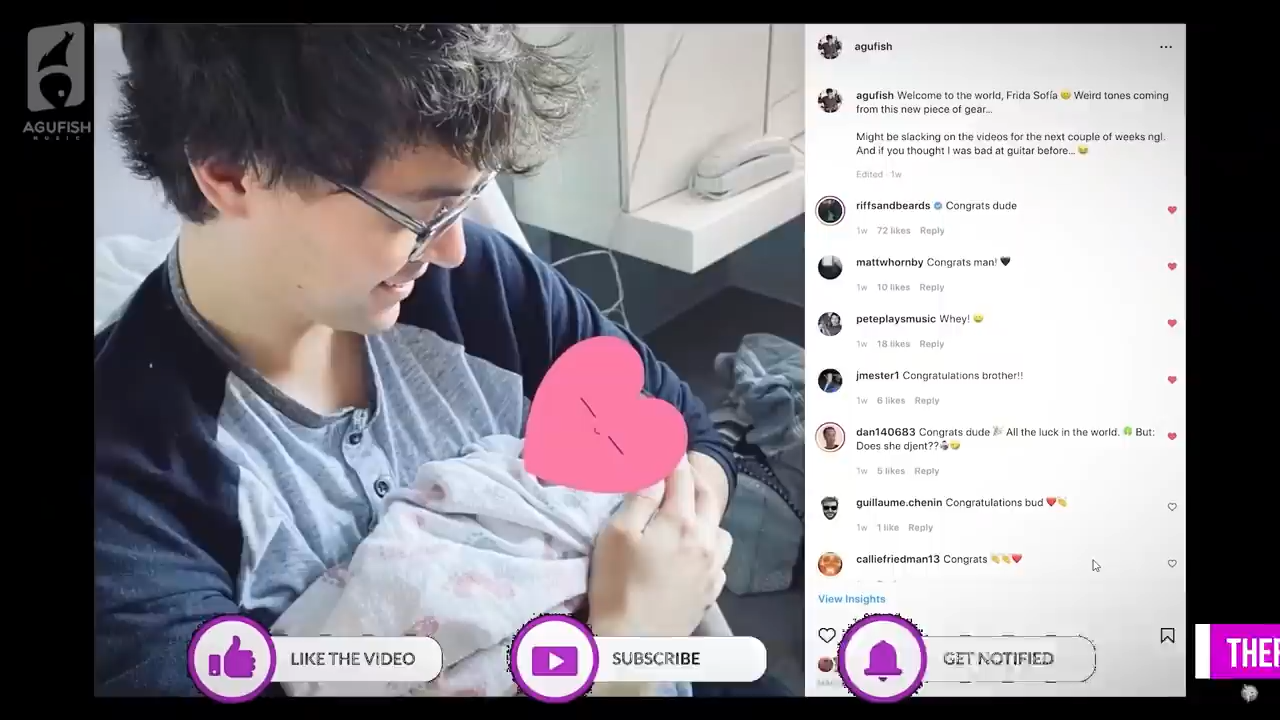 AGUFISH
MUSIC
agufish
agufish Welcome to the world, Frida Sofía 😊 Weird tones coming
from this new piece of gear...
Might be slacking on the videos for the next couple of weeks ngl.
And if you thought I was bad at guitar before... 😂
Edited · 1w
riffsandbeards Congrats dude
1w 72 likes Reply
mattwhornby Congrats man! 🖤
1w 10 likes Reply
peteplaysmusic Whey! 😊
1w 18 likes Reply
jmester1 Congratulations brother!!
1w 6 likes Reply
dan140683 Congrats dude 🎉 All the luck in the world. 🍀 But:
Does she djent??
1w 5 likes Reply
guillaume.chenin Congratulations bud ❤️👏
1w 1 like Reply
calliefriedman13 Congrats 👏👏❤️
View Insights
LIKE THE VIDEO
SUBSCRIBE
GET NOTIFIED